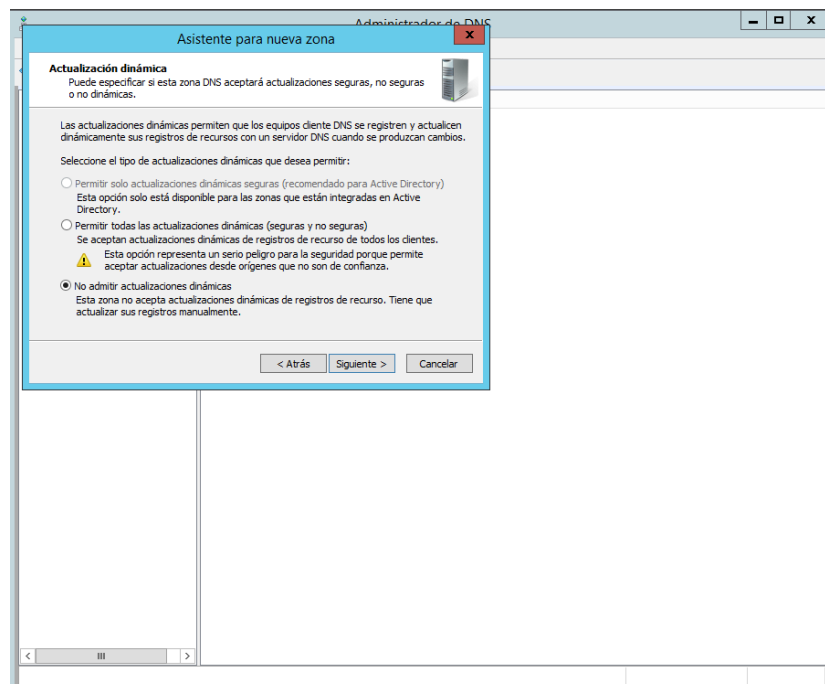 Administrador de DNS
Asistente para nueva zona
Actualización dinámica
Puede especificar si esta zona DNS aceptará actualizaciones seguras, no seguras
o no dinámicas.
Las actualizaciones dinámicas permiten que los equipos cliente DNS se registren y actualicen
dinámicamente sus registros de recursos con un servidor DNS cuando se produzcan cambios.
Seleccione el tipo de actualizaciones dinámicas que desea permitir:
Permitir solo actualizaciones dinámicas seguras (recomendado para Active Directory)
Esta opción solo está disponible para las zonas que están integradas en Active
Directory.
Permitir todas las actualizaciones dinámicas (seguras y no seguras)
Se aceptan actualizaciones dinámicas de registros de recurso de todos los clientes.
Esta opción representa un serio peligro para la seguridad porque permite
aceptar actualizaciones desde orígenes que no son de confianza.
No admitir actualizaciones dinámicas
Esta zona no acepta actualizaciones dinámicas de registros de recurso. Tiene que
actualizar sus registros manualmente.
< Atrás Siguiente > Cancelar